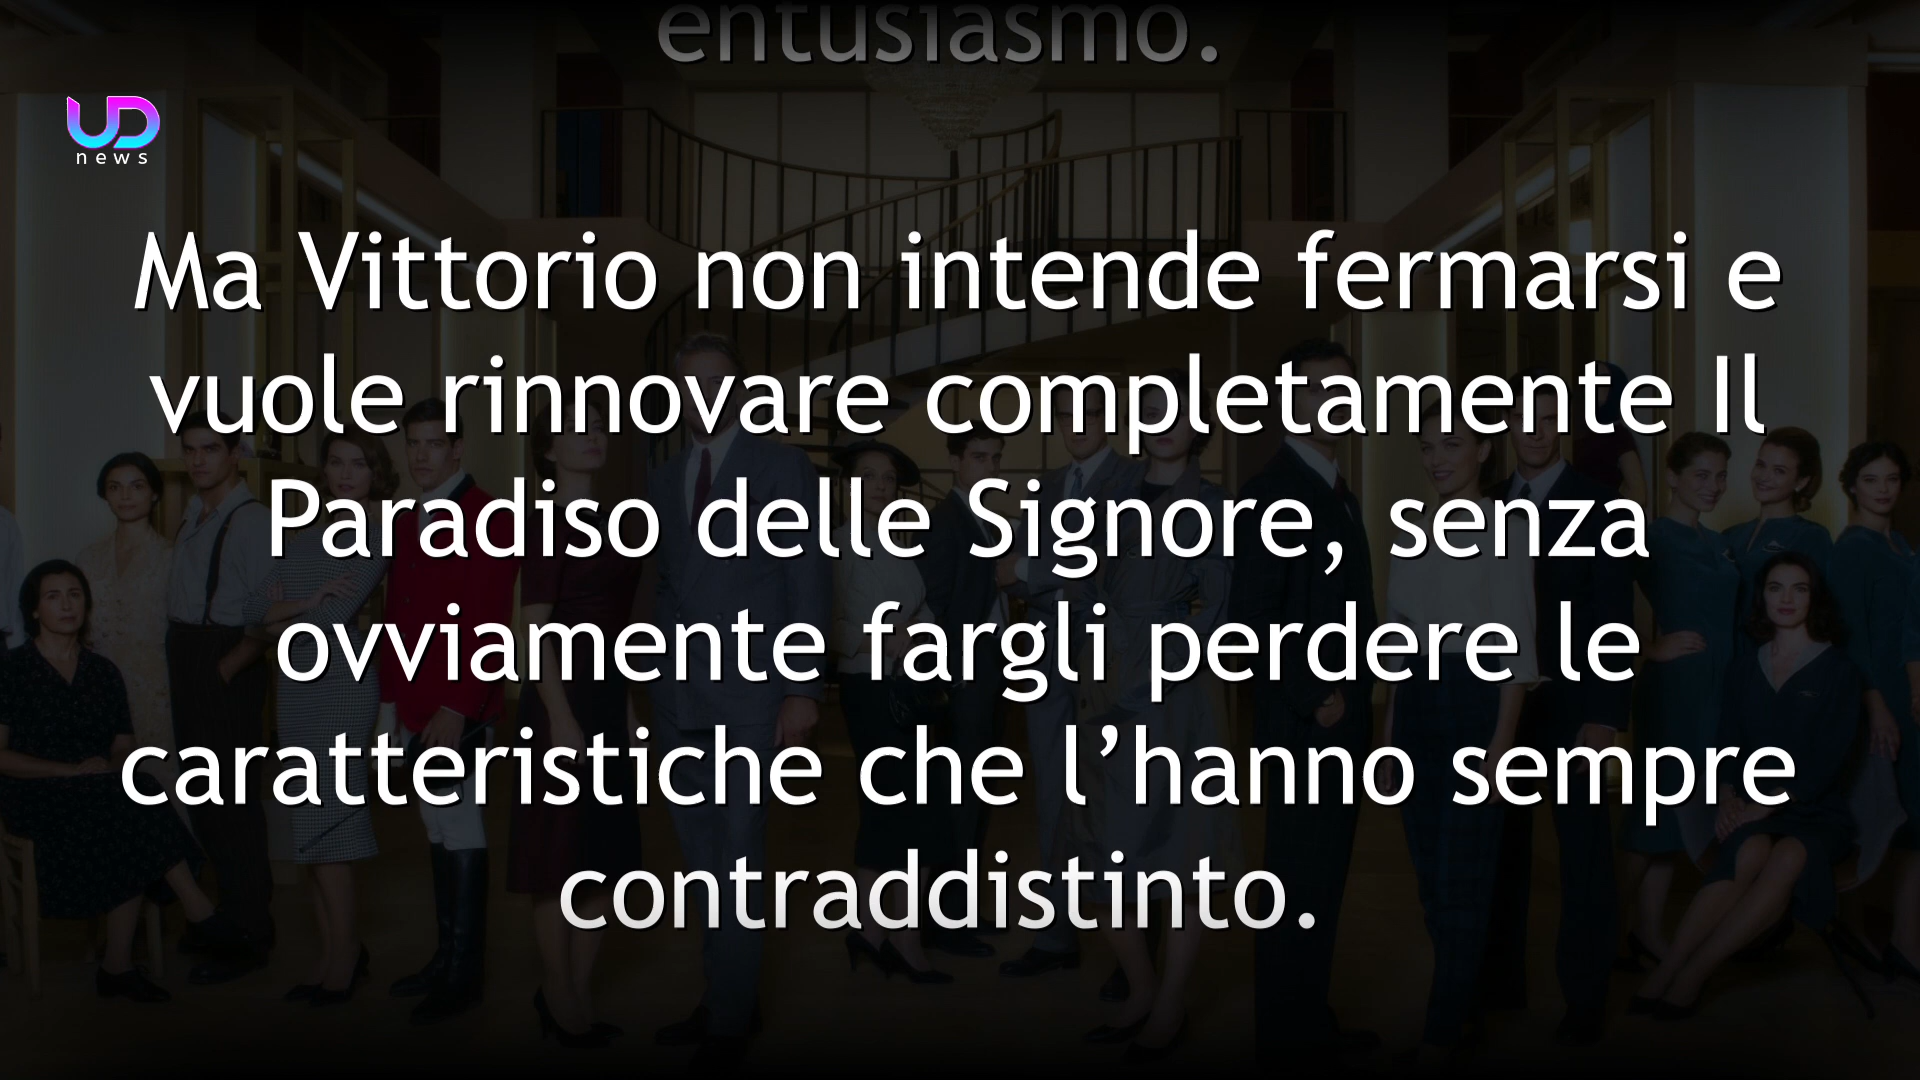 entusiasmo.
UD
news
Ma Vittorio non intende fermarsi e
vuole rinnovare completamente Il
Paradiso delle Signore, senza
ovviamente fargli perdere le
caratteristiche che l’hanno sempre
contraddistinto.